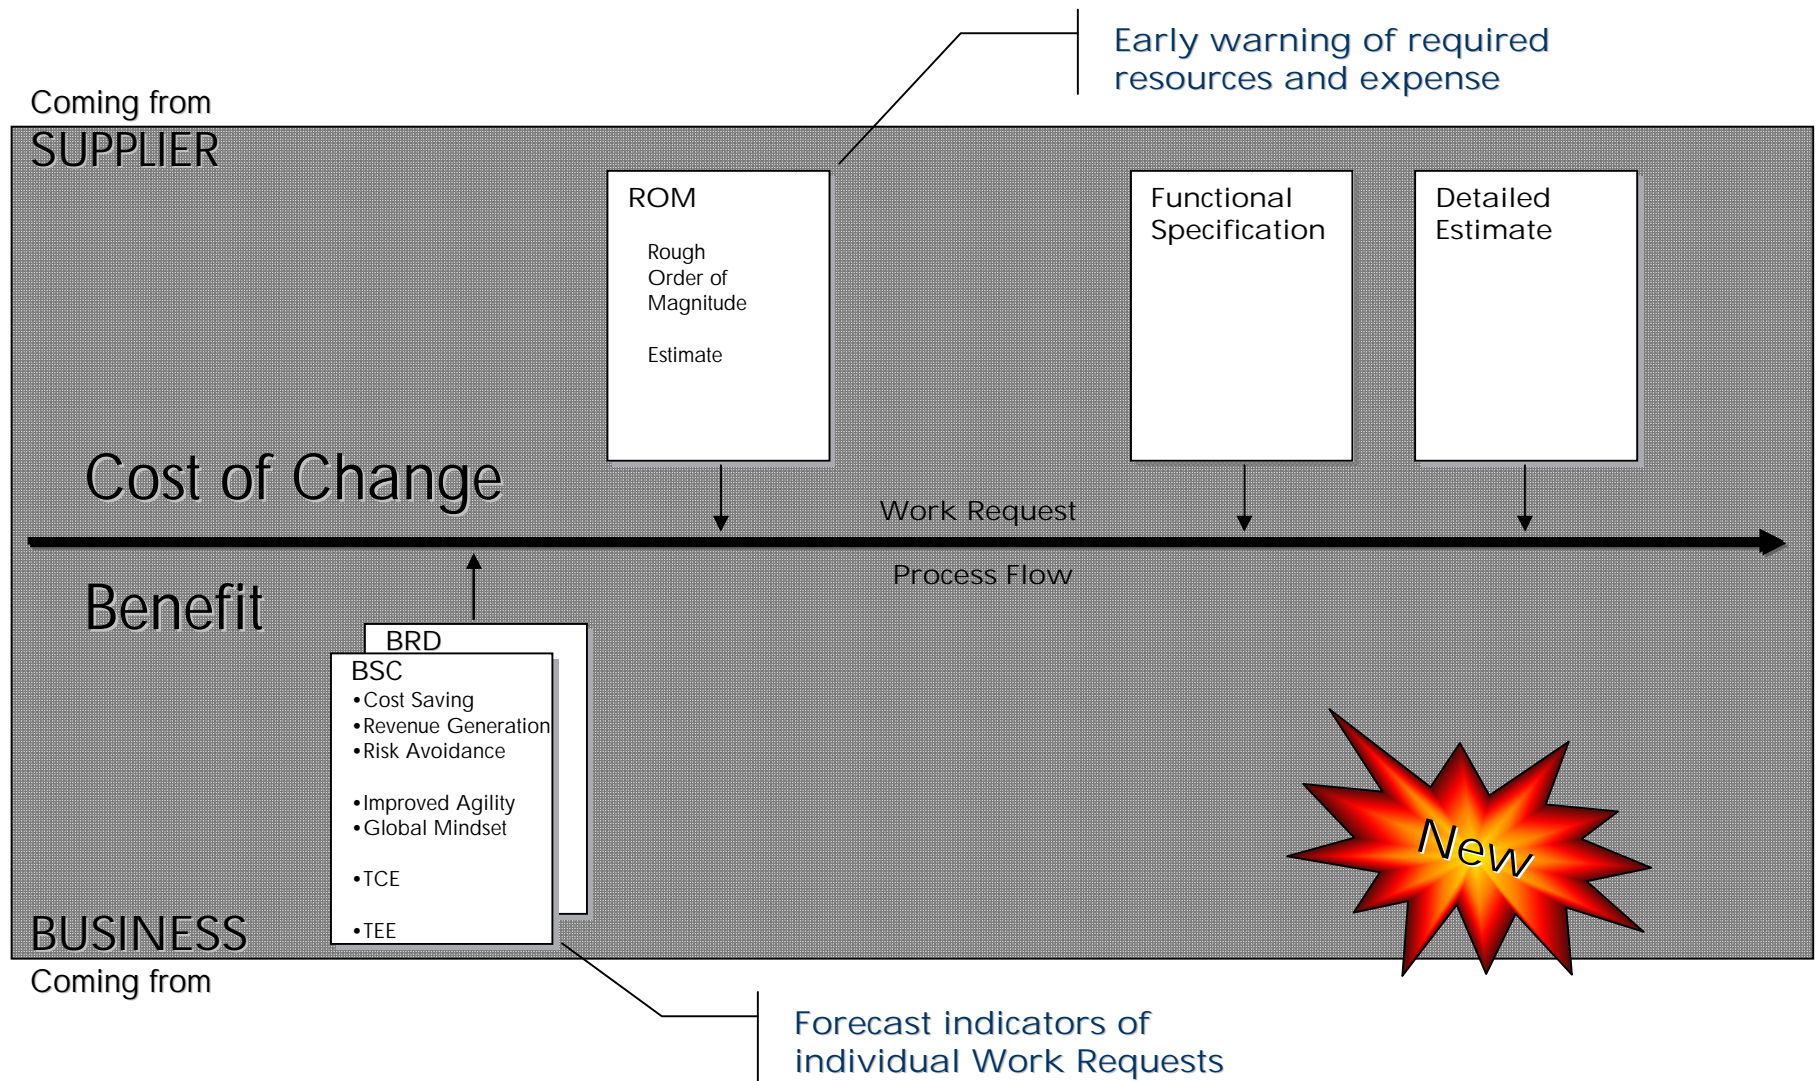 Early warning of required
resources and expense
Coming from
SUPPLIER
ROM
Rough
Order of
Magnitude
Estimate
Functional
Specification
Detailed
Estimate
Cost of Change
Work Request
Process Flow
Benefit
BRD
BSC
•Cost Saving
•Revenue Generation
•Risk Avoidance
•Improved Agility
•Global Mindset
•TCE
•TEE
New
BUSINESS
Coming from
Forecast indicators of
individual Work Requests